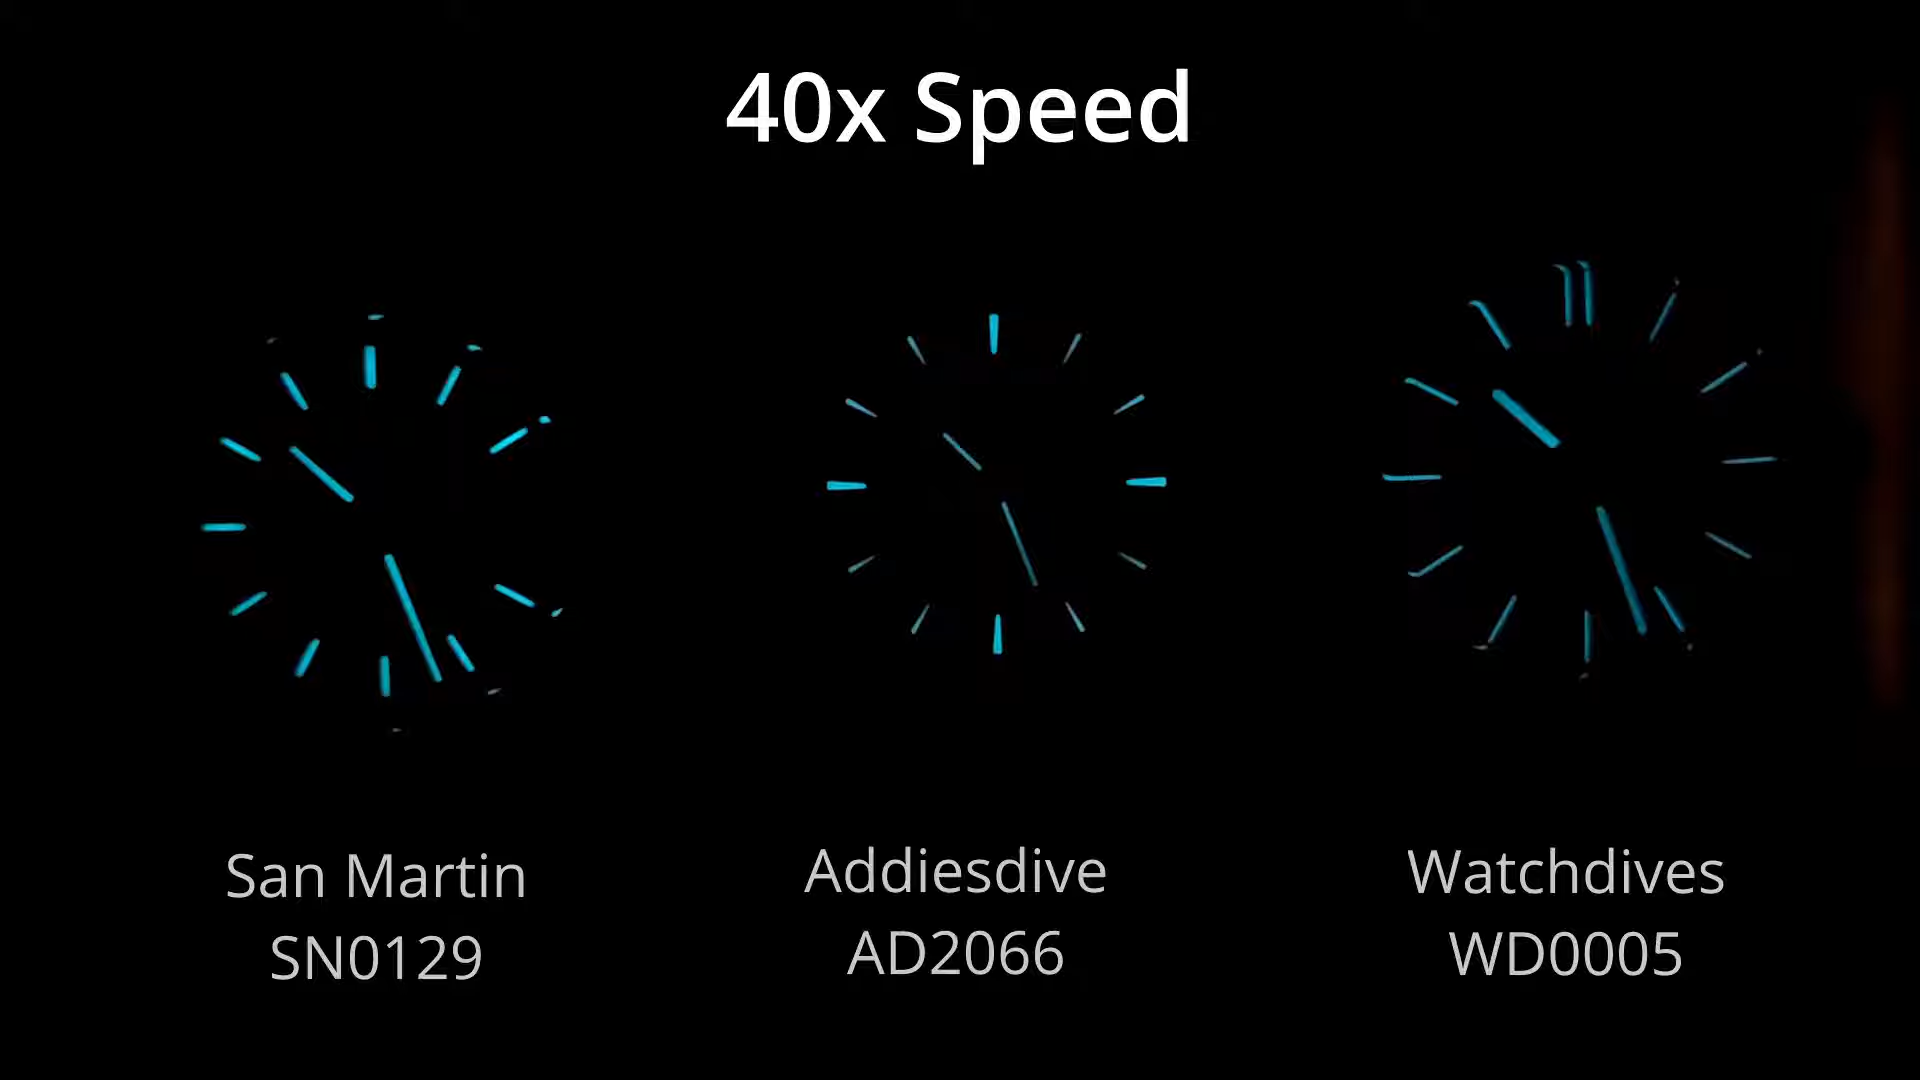 40x Speed
San Martin
SN0129
Addiesdive
AD2066
Watchdives
WD0005